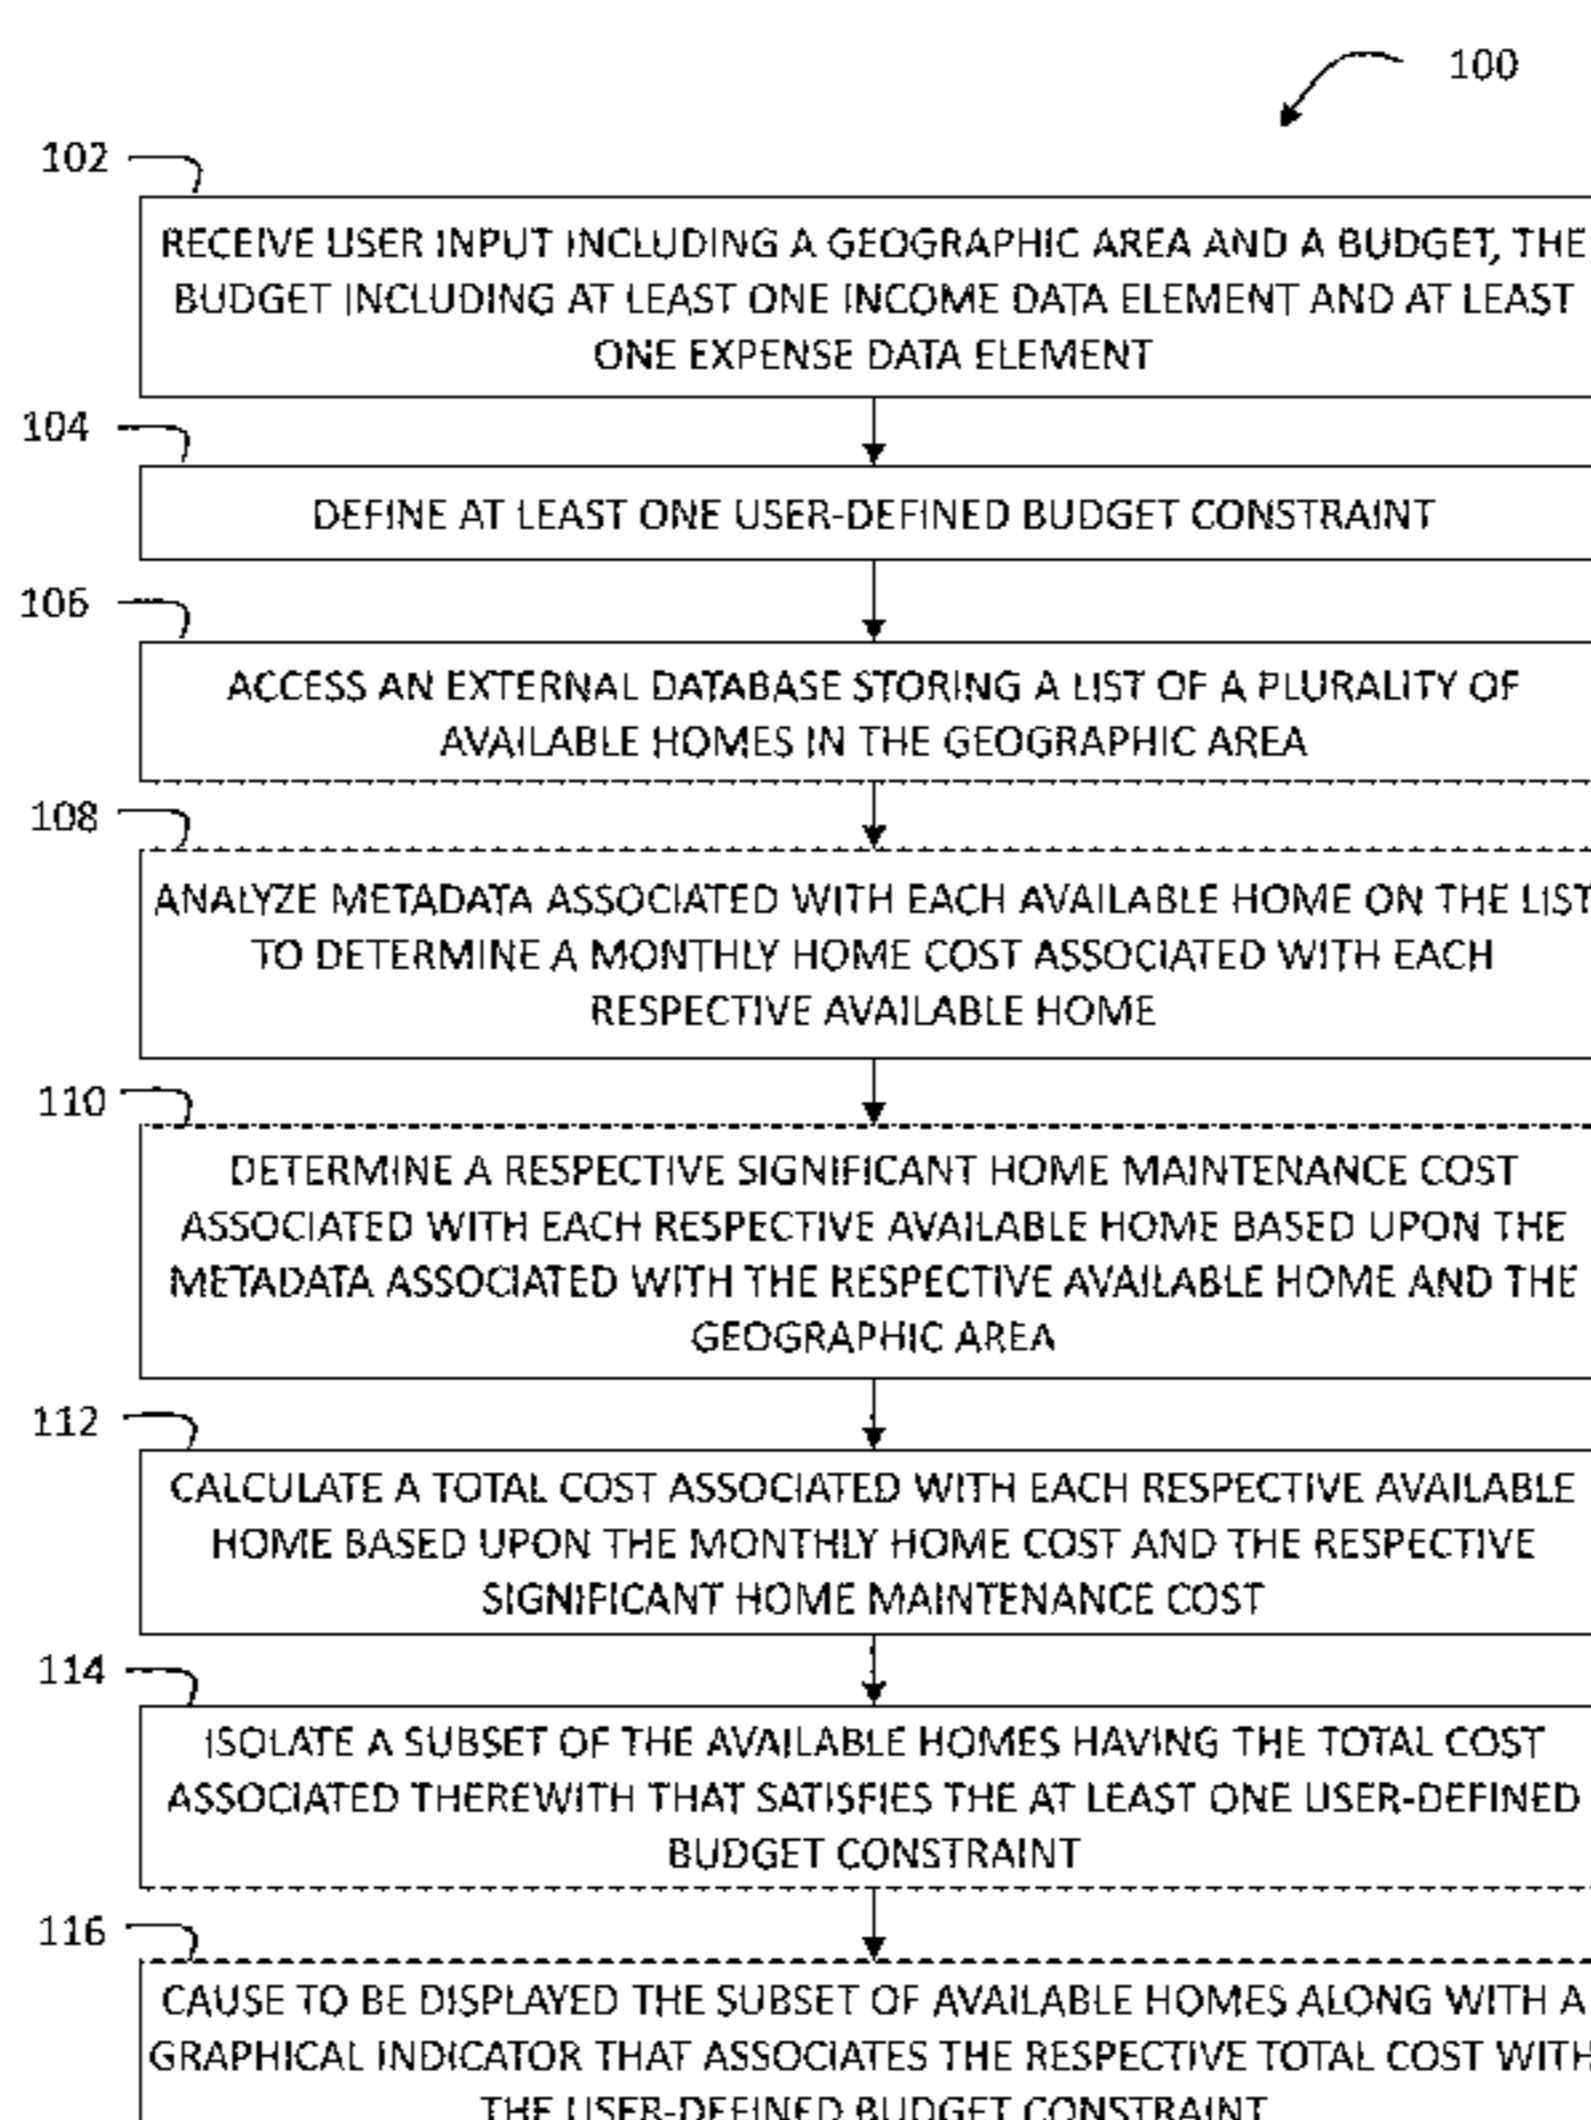 100
102
RECEIVE USER INPUT INCLUDING A GEOGRAPHIC AREA AND A BUDGET, THE
BUDGET INCLUDING AT LEAST ONE INCOME DATA ELEMENT AND AT LEAST
ONE EXPENSE DATA ELEMENT
104
DEFINE AT LEAST ONE USER-DEFINED BUDGET CONSTRAINT
106
ACCESS AN EXTERNAL DATABASE STORING A LIST OF A PLURALITY OF
AVAILABLE HOMES IN THE GEOGRAPHIC AREA
108
ANALYZE METADATA ASSOCIATED WITH EACH AVAILABLE HOME ON THE LIST
TO DETERMINE A MONTHLY HOME COST ASSOCIATED WITH EACH
RESPECTIVE AVAILABLE HOME
110
DETERMINE A RESPECTIVE SIGNIFICANT HOME MAINTENANCE COST
ASSOCIATED WITH EACH RESPECTIVE AVAILABLE HOME BASED UPON THE
METADATA ASSOCIATED WITH THE RESPECTIVE AVAILABLE HOME AND THE
GEOGRAPHIC AREA
112
CALCULATE A TOTAL COST ASSOCIATED WITH EACH RESPECTIVE AVAILABLE
HOME BASED UPON THE MONTHLY HOME COST AND THE RESPECTIVE
SIGNIFICANT HOME MAINTENANCE COST
114
ISOLATE A SUBSET OF THE AVAILABLE HOMES HAVING THE TOTAL COST
ASSOCIATED THEREWITH THAT SATISFIES THE AT LEAST ONE USER-DEFINED
BUDGET CONSTRAINT
116
CAUSE TO BE DISPLAYED THE SUBSET OF AVAILABLE HOMES ALONG WITH A
GRAPHICAL INDICATOR THAT ASSOCIATES THE RESPECTIVE TOTAL COST WITH
THE USER-DEFINED BUDGET CONSTRAINT